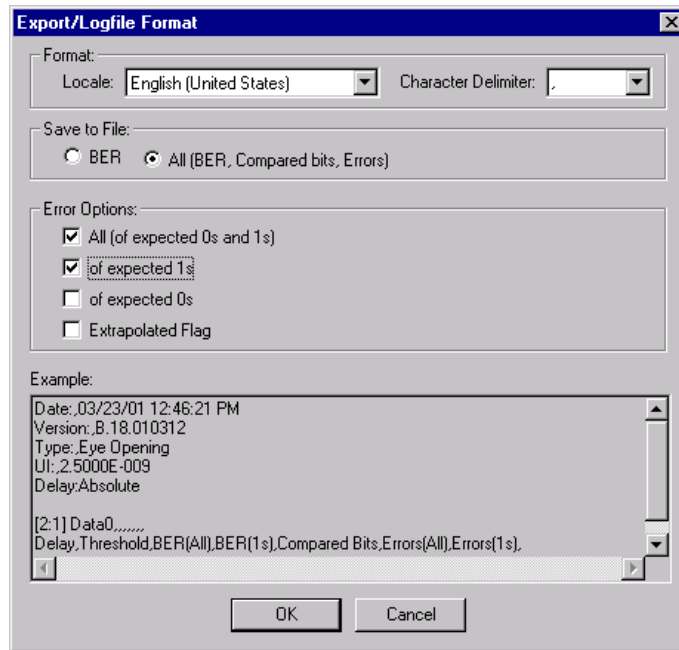 Export/Logfile Format
Format:
Locale: English (United States) Character Delimiter: ,
Save to File:
BER All (BER, Compared bits, Errors)
Error Options:
All (of expected 0s and 1s)
of expected 1s
of expected 0s
Extrapolated Flag
Example:
Date:,03/23/01 12:46:21 PM
Version:,B.18.010312
Type:,Eye Opening
UI:,2.5000E-009
Delay:Absolute
[2:1] Data0,,,,,,,
Delay,Threshold,BER(All),BER(1s),Compared Bits,Errors(All),Errors(1s),
OK Cancel